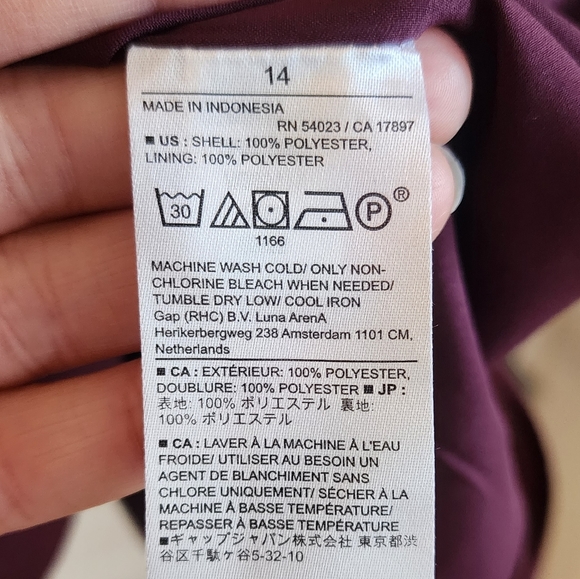 14
MADE IN INDONESIA
RN 54023 / CA 17897
■ US : SHELL: 100% POLYESTER,
LINING: 100% POLYESTER
30 P ®
1166
MACHINE WASH COLD/ ONLY NON-
CHLORINE BLEACH WHEN NEEDED/
TUMBLE DRY LOW/ COOL IRON
Gap (RHC) B.V. Luna ArenA
Herikerbergweg 238 Amsterdam 1101 CM,
Netherlands
■ CA : EXTÉRIEUR: 100% POLYESTER,
DOUBLURE: 100% POLYESTER ■ JP :
表地: 100% ポリエステル 裏地:
100% ポリエステル
■ CA : LAVER À LA MACHINE À L'EAU
FROIDE/ UTILISER AU BESOIN UN
AGENT DE BLANCHIMENT SANS
CHLORE UNIQUEMENT/ SÉCHER À LA
MACHINE À BASSE TEMPÉRATURE/
REPASSER À BASSE TEMPÉRATURE
■ギャップジャパン株式会社 東京都渋
谷区千駄ヶ谷5-32-10